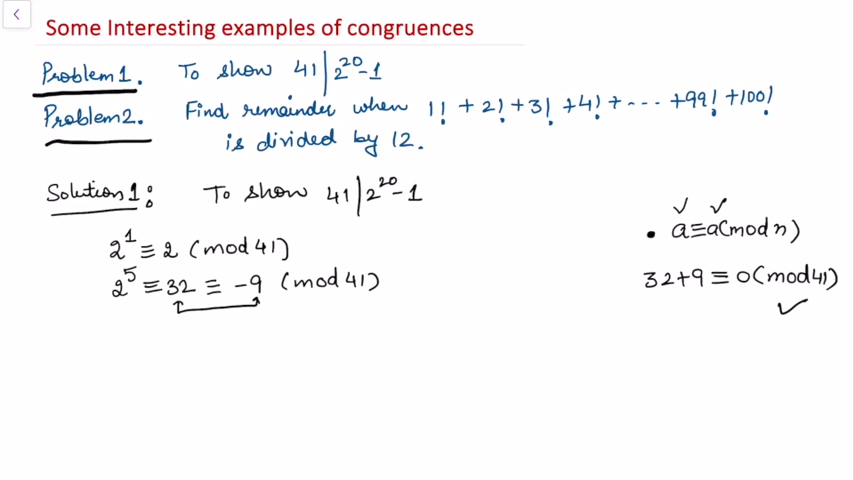 Some Interesting examples of congruences
Problem 1. To show 41 | 2^20 - 1
Problem 2. Find remainder when 1! + 2! + 3! + 4! + --- + 99! + 100!
is divided by 12.
Solution 1: To show 41 | 2^20 - 1
a ≡ a (mod n)
2^1 ≡ 2 (mod 41)
2^5 ≡ 32 ≡ -9 (mod 41)
32+9 ≡ 0 (mod 41)